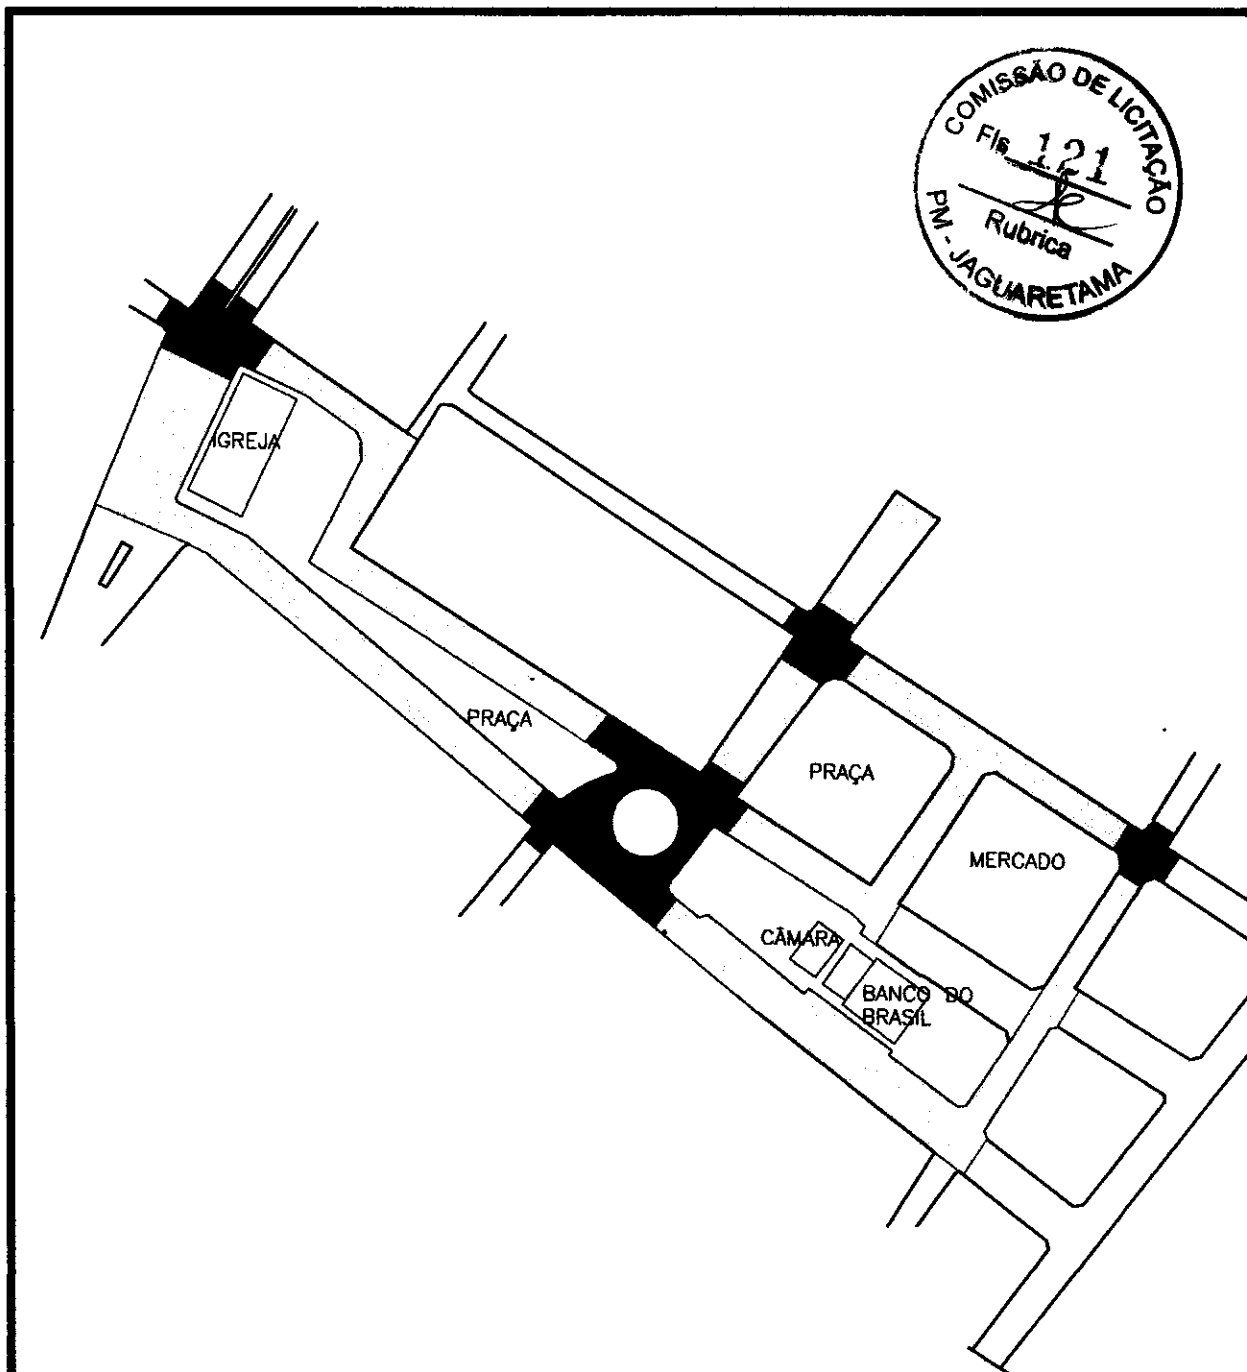 COMISSÃO DE LICITAÇÃO
Fls 121
Rubrica
PM - JAGUARETAMA
IGREJA
PRAÇA
PRAÇA
MERCADO
CÂMARA
BANCO DO
BRASIL